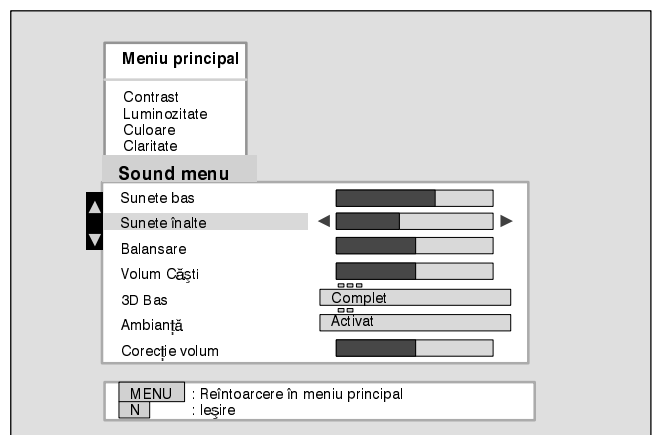 Meniu principal
Contrast
Luminozitate
Culoare
Claritate
Sound menu
Sunete bas
Sunete înalte
Balansare
Volum Căşti
3D Bas Complet
Ambianţă Activat
Corecţie volum
MENU : Reîntoarcere în meniu principal
N : Ieşire